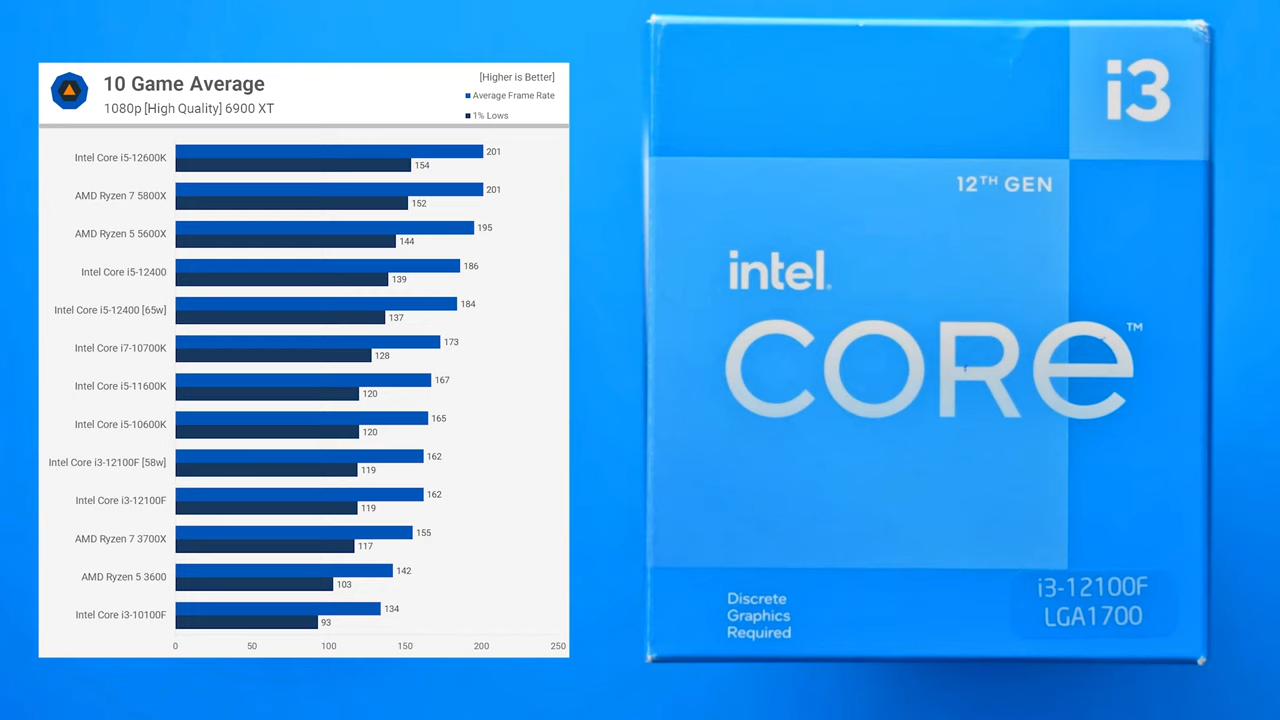 10 Game Average
1080p [High Quality] 6900 XT
[Higher is Better]
Average Frame Rate
1% Lows
Intel Core i5-12600K 201
154
AMD Ryzen 7 5800X 201
152
AMD Ryzen 5 5600X 195
144
Intel Core i5-12400 186
139
Intel Core i5-12400 [65w] 184
137
Intel Core i7-10700K 173
128
Intel Core i5-11600K 167
120
Intel Core i5-10600K 165
120
Intel Core i3-12100F [58w] 162
119
Intel Core i3-12100F 162
119
AMD Ryzen 7 3700X 155
117
AMD Ryzen 5 3600 142
103
Intel Core i3-10100F 134
93
0 50 100 150 200 250
i3
12TH GEN
intel.
CORe™
Discrete
Graphics
Required
i3-12100F
LGA1700